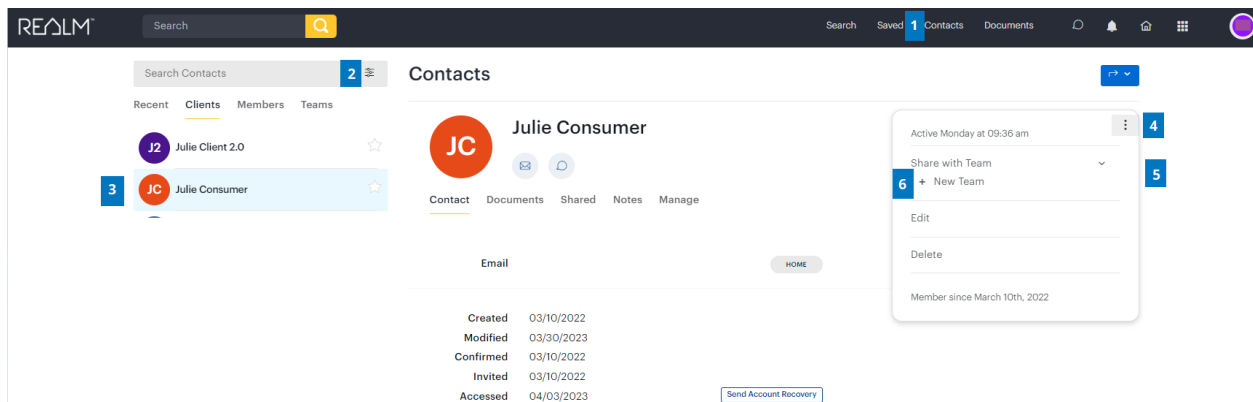 REALM™ Search Search Saved 1 Contacts Documents
Search Contacts 2
Recent Clients Members Teams
J2 Julie Client 2.0
3 JC Julie Consumer
Contacts
JC Julie Consumer
Contact Documents Shared Notes Manage
Email HOME
Created 03/10/2022
Modified 03/30/2023
Confirmed 03/10/2022
Invited 03/10/2022
Accessed 04/03/2023 Send Account Recovery
Active Monday at 09:36 am 4
Share with Team 5
6 + New Team
Edit
Delete
Member since March 10th, 2022